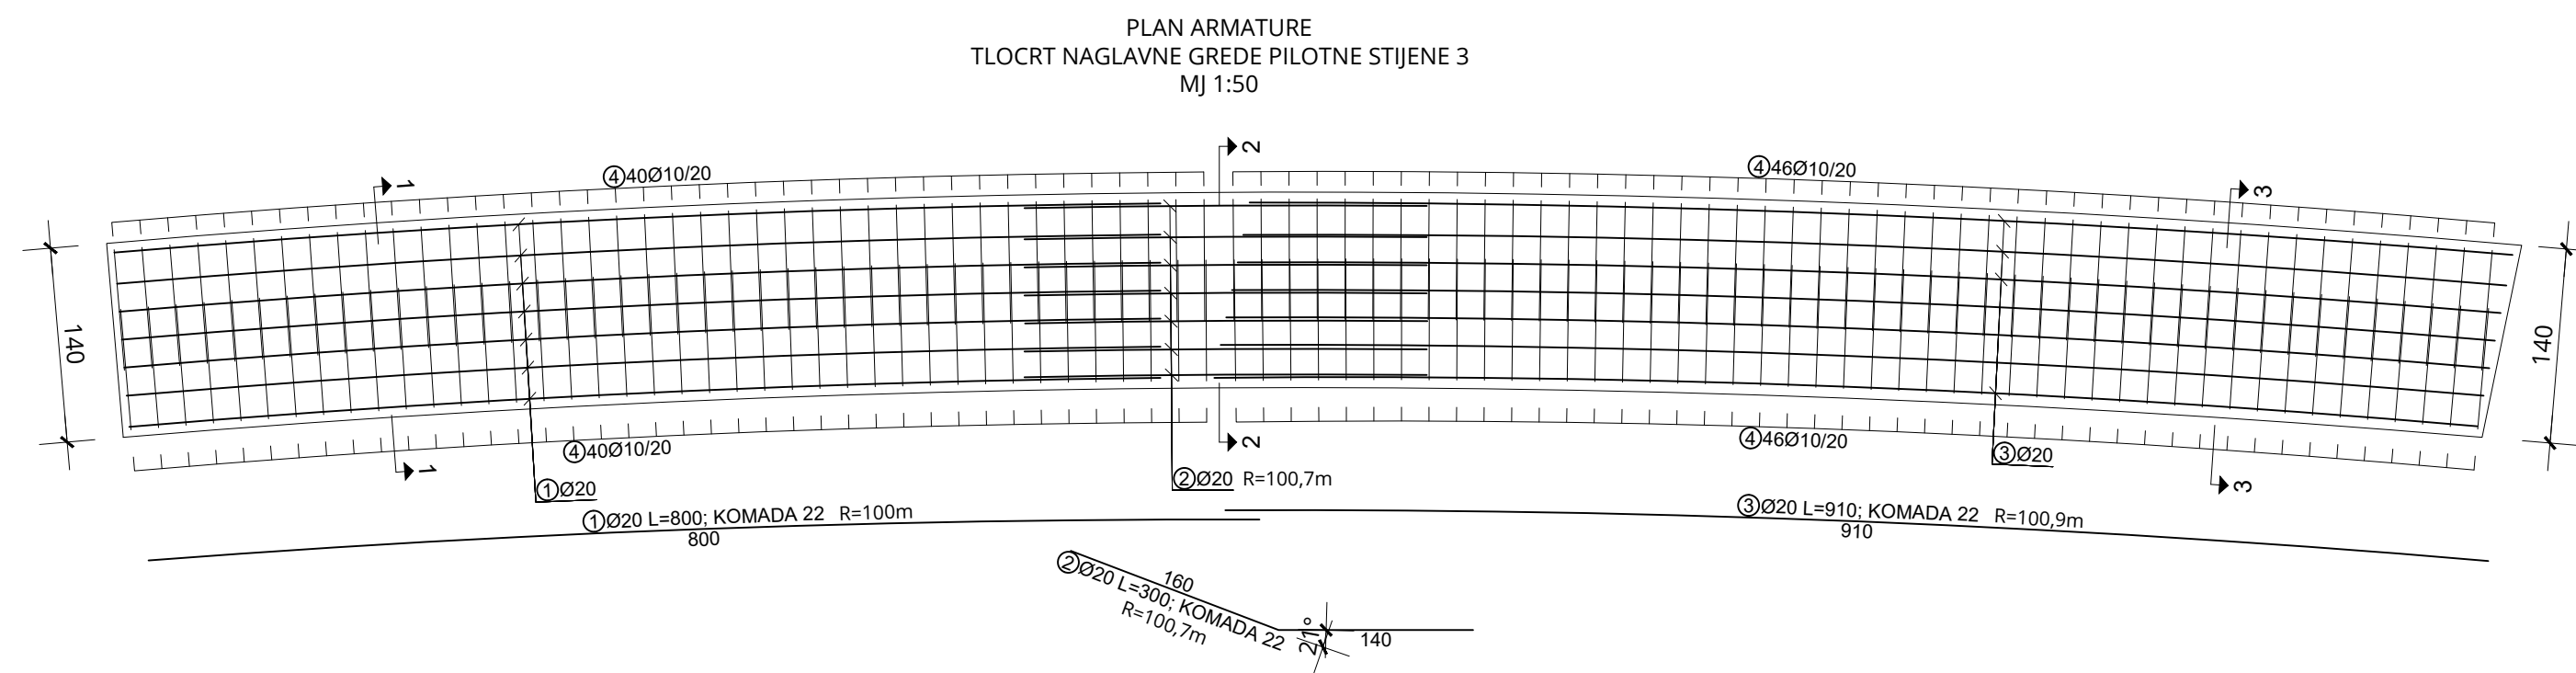 PLAN ARMATURE
TLOCRT NAGLAVNE GREDE PILOTNE STIJENE 3
MJ 1:50
2
④46Ø10/20
④40Ø10/20
1
3
140
140
④46Ø10/20
2
④40Ø10/20
③Ø20
1
②Ø20 R=100,7m
3
①Ø20
③Ø20 L=910; KOMADA 22 R=100,9m
①Ø20 L=800; KOMADA 22 R=100m
910
800
160
②Ø20 L=300; KOMADA 22
R=100,7m
140